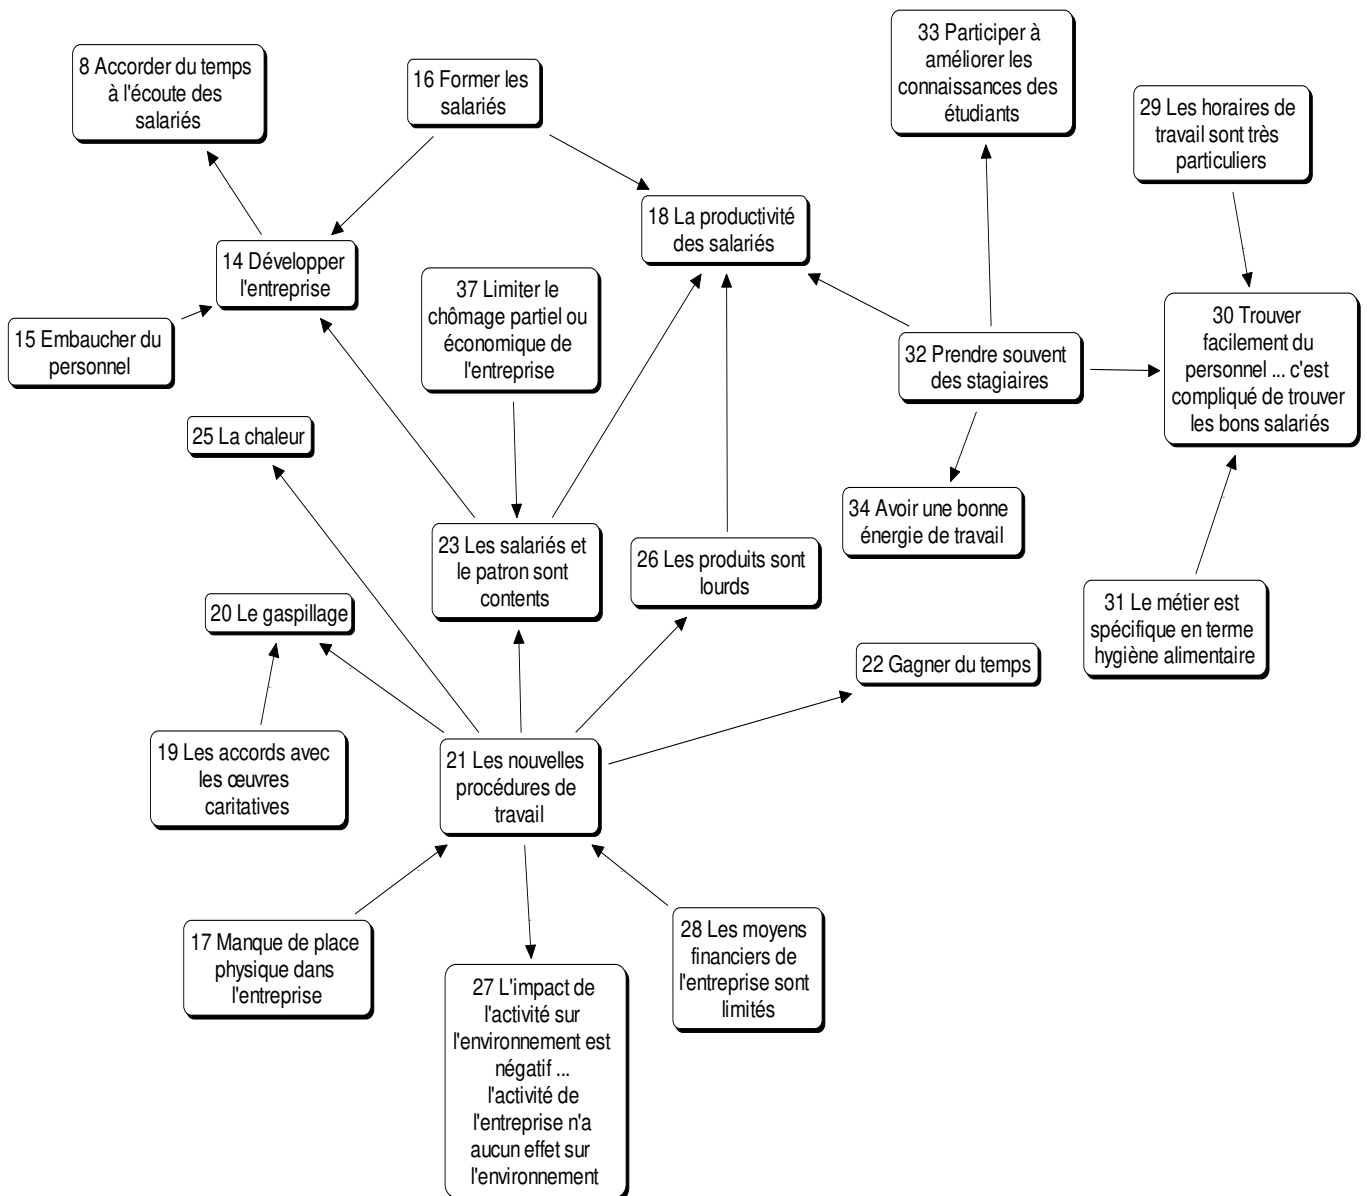 33 Participer à
améliorer les
connaissances des
étudiants
8 Accorder du temps
à l'écoute des
salariés
16 Former les
salariés
29 Les horaires de
travail sont très
particuliers
18 La productivité
des salariés
14 Développer
l'entreprise
37 Limiter le
chômage partiel ou
économique de
l'entreprise
15 Embaucher du
personnel
32 Prendre souvent
des stagiaires
30 Trouver
facilement du
personnel ... c'est
compliqué de trouver
les bons salariés
25 La chaleur
34 Avoir une bonne
énergie de travail
23 Les salariés et
le patron sont
contents
26 Les produits sont
lourds
20 Le gaspillage
31 Le métier est
spécifique en terme
hygiène alimentaire
22 Gagner du temps
19 Les accords avec
les œuvres
caritatives
21 Les nouvelles
procédures de
travail
17 Manque de place
physique dans
l'entreprise
28 Les moyens
financiers de
l'entreprise sont
limités
27 L'impact de
l'activité sur
l'environnement est
négatif ...
l'activité de
l'entreprise n'a
aucun effet sur
l'environnement